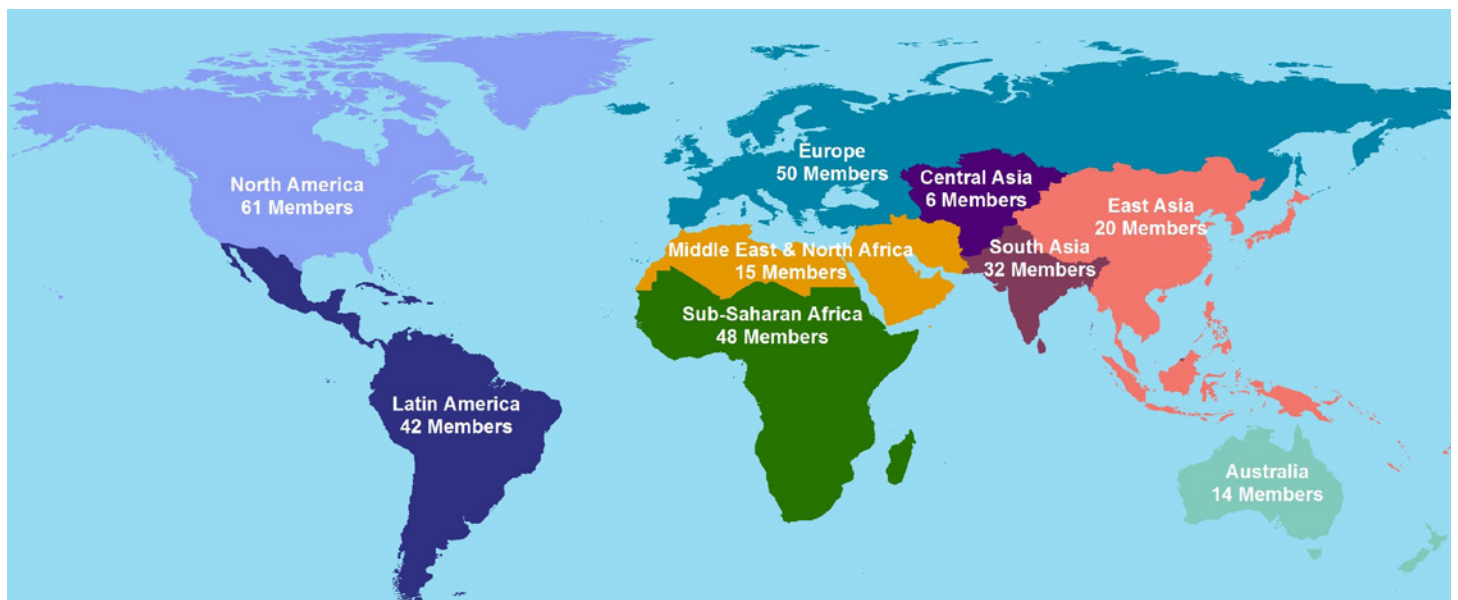 North America
61 Members
Europe
50 Members
Central Asia
6 Members
East Asia
20 Members
Middle East & North Africa
15 Members
South Asia
32 Members
Sub-Saharan Africa
48 Members
Latin America
42 Members
Australia
14 Members